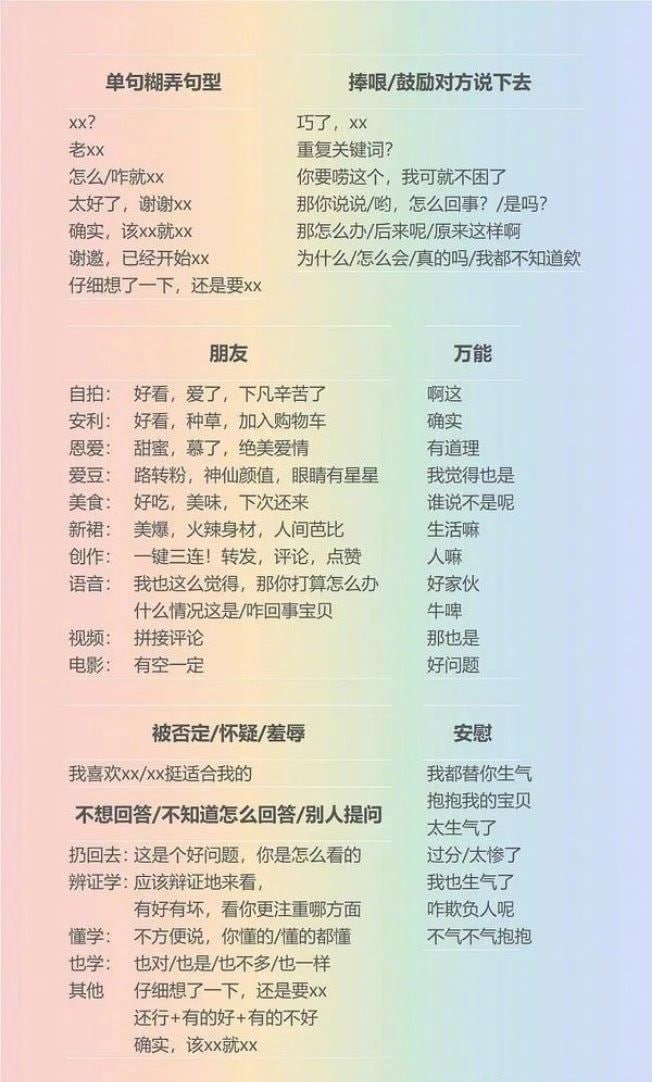 单句糊弄句型
xx?
老xx
怎么/咋就xx
太好了，谢谢xx
确实，该xx就xx
谢邀，已经开始xx
仔细想了一下，还是要xx
捧哏/鼓励对方说下去
巧了，xx
重复关键词？
你要唠这个，我可就不困了
那你说说/哟，怎么回事？/是吗？
那怎么办/后来呢/原来这样啊
为什么/怎么会/真的吗/我都不知道欸
朋友
自拍： 好看，爱了，下凡辛苦了
安利： 好看，种草，加入购物车
恩爱： 甜蜜，慕了，绝美爱情
爱豆： 路转粉，神仙颜值，眼睛有星星
美食： 好吃，美味，下次还来
新裙： 美爆，火辣身材，人间芭比
创作： 一键三连！转发，评论，点赞
语音： 我也这么觉得，那你打算怎么办
什么情况这是/咋回事宝贝
视频： 拼接评论
电影： 有空一定
万能
啊这
确实
有道理
我觉得也是
谁说不是呢
生活嘛
人嘛
好家伙
牛啤
那也是
好问题
被否定/怀疑/羞辱
我喜欢xx/xx挺适合我的
不想回答/不知道怎么回答/别人提问
扔回去：这是个好问题，你是怎么看的
辨证学：应该辩证地来看，
有好有坏，看你更注重哪方面
懂学： 不方便说，你懂的/懂的都懂
也学： 也对/也是/也不多/也一样
其他 仔细想了一下，还是要xx
还行+有的好+有的不好
确实，该xx就xx
安慰
我都替你生气
抱抱我的宝贝
太生气了
过分/太惨了
我也生气了
咋欺负人呢
不气不气抱抱